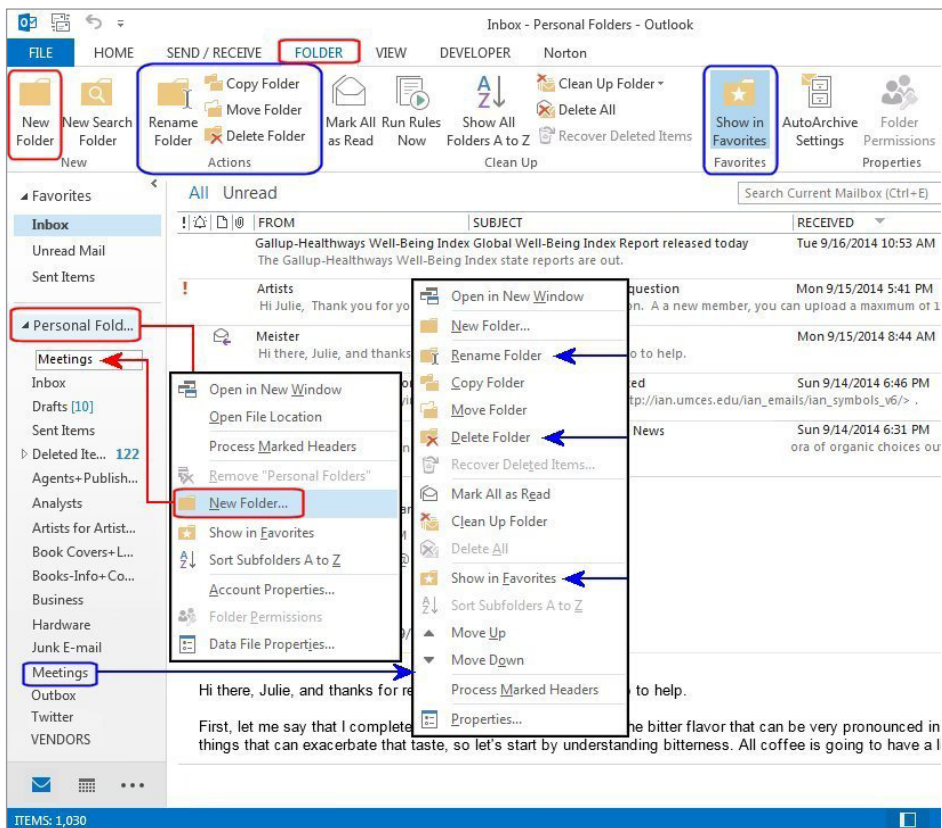 Inbox - Personal Folders - Outlook
FILE HOME SEND / RECEIVE FOLDER VIEW DEVELOPER Norton
New Folder
New Search Folder
New
Rename Folder
Copy Folder
Move Folder
Delete Folder
Actions
Mark All as Read
Run Rules Now
Show All Folders A to Z
Clean Up Folder
Delete All
Recover Deleted Items
Clean Up
Show in Favorites
Favorites
AutoArchive Settings
Folder Permissions
Properties
Favorites
Inbox
Unread Mail
Sent Items
Personal Fold...
Meetings
Inbox
Drafts [10]
Sent Items
Deleted Ite... 122
Agents+Publish...
Analysts
Artists for Artist...
Book Covers+L...
Books-Info+Co...
Business
Hardware
Junk E-mail
Meetings
Outbox
Twitter
VENDORS
All Unread
Search Current Mailbox (Ctrl+E)
! FROM SUBJECT RECEIVED
Gallup-Healthways Well-Being Index Global Well-Being Index Report released today Tue 9/16/2014 10:53 AM
The Gallup-Healthways Well-Being Index state reports are out.
! Artists question Mon 9/15/2014 5:41 PM
Hi Julie, Thank you for yo on. A a new member, you can upload a maximum of 1
Meister Mon 9/15/2014 8:44 AM
Hi there, Julie, and thanks o to help.
ted Sun 9/14/2014 6:46 PM
tp://ian.umces.edu/ian_emails/ian_symbols_v6/> .
News Sun 9/14/2014 6:31 PM
ora of organic choices ou
Open in New Window
Open File Location
Process Marked Headers
Remove "Personal Folders"
New Folder...
Show in Favorites
Sort Subfolders A to Z
Account Properties...
Folder Permissions
Data File Properties...
Open in New Window
New Folder...
Rename Folder
Copy Folder
Move Folder
Delete Folder
Recover Deleted Items...
Mark All as Read
Clean Up Folder
Delete All
Show in Favorites
Sort Subfolders A to Z
Move Up
Move Down
Process Marked Headers
Properties...
Hi there, Julie, and thanks for re to help.
First, let me say that I complete he bitter flavor that can be very pronounced in
things that can exacerbate that taste, so let's start by understanding bitterness. All coffee is going to have a l
ITEMS: 1,030